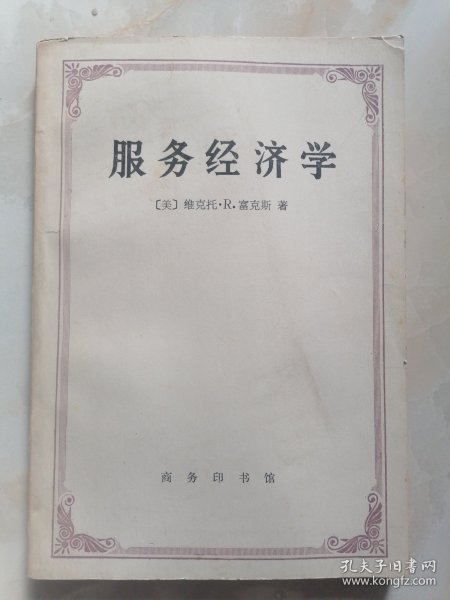 服务经济学
〔美〕维克托·R·富克斯 著
商务印书馆
孔夫子旧书网
www.kongfz.com